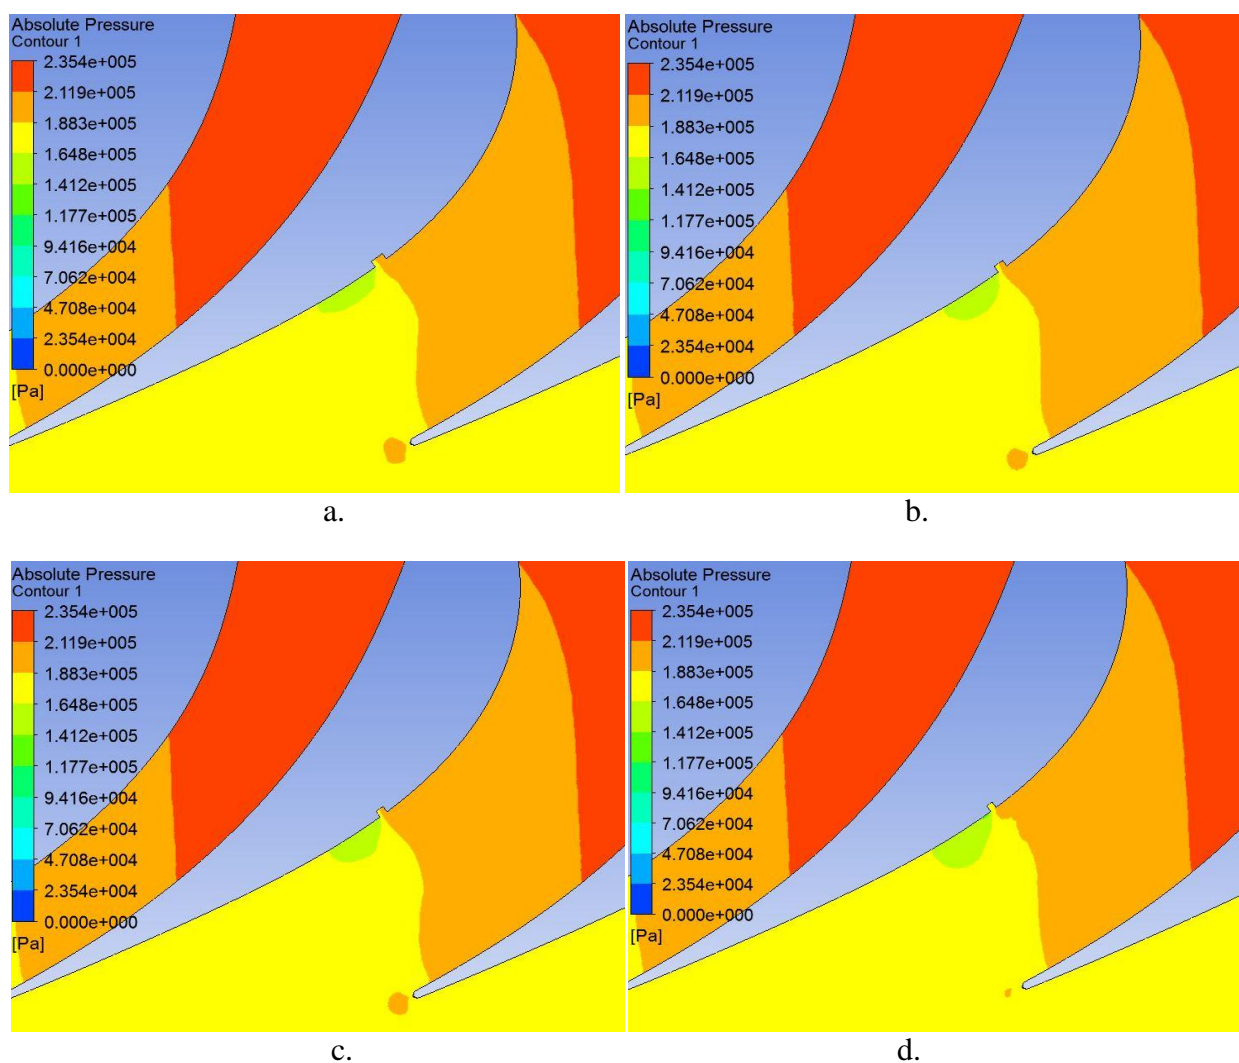 Absolute Pressure
Contour 1
2.354e+005
2.119e+005
1.883e+005
1.648e+005
1.412e+005
1.177e+005
9.416e+004
7.062e+004
4.708e+004
2.354e+004
0.000e+000
[Pa]
a.
Absolute Pressure
Contour 1
2.354e+005
2.119e+005
1.883e+005
1.648e+005
1.412e+005
1.177e+005
9.416e+004
7.062e+004
4.708e+004
2.354e+004
0.000e+000
[Pa]
b.
Absolute Pressure
Contour 1
2.354e+005
2.119e+005
1.883e+005
1.648e+005
1.412e+005
1.177e+005
9.416e+004
7.062e+004
4.708e+004
2.354e+004
0.000e+000
[Pa]
c.
Absolute Pressure
Contour 1
2.354e+005
2.119e+005
1.883e+005
1.648e+005
1.412e+005
1.177e+005
9.416e+004
7.062e+004
4.708e+004
2.354e+004
0.000e+000
[Pa]
d.